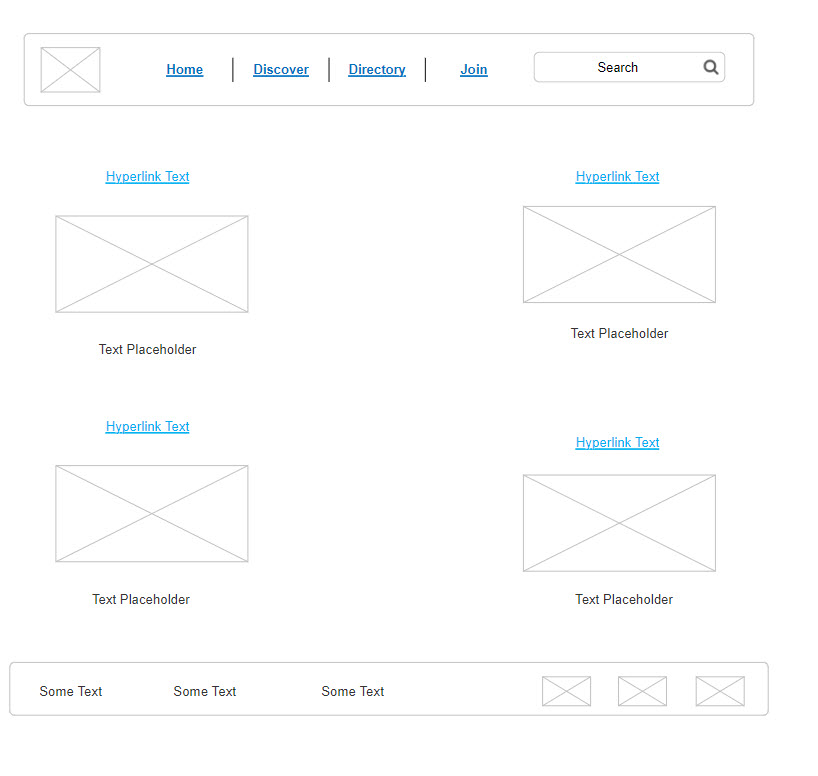 Home Discover Directory Join Search
Hyperlink Text Hyperlink Text
Text Placeholder
Text Placeholder
Hyperlink Text
Hyperlink Text
Text Placeholder Text Placeholder
Some Text Some Text Some Text